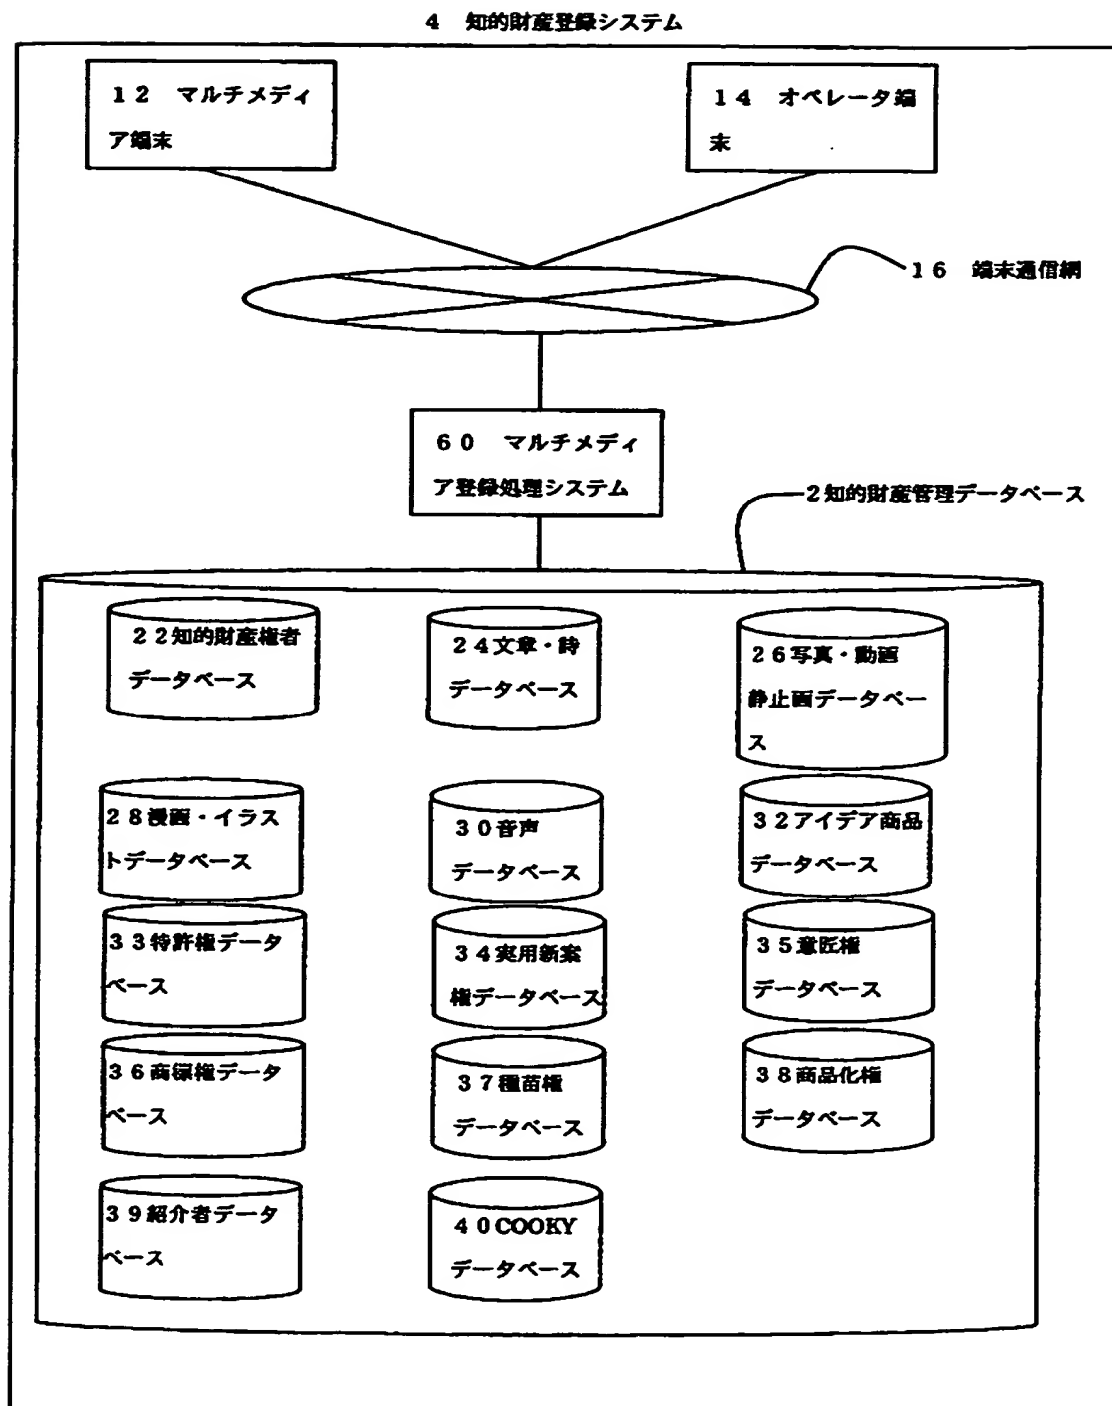 4 知的財産登録システム
12 マルチメディ
ア端末
14 オペレータ端
末
16 端末通信網
60 マルチメディ
ア登録処理システム
2知的財産管理データベース
22知的財産権者
データベース
24文章・詩
データベース
26写真・動画
静止画データベー
ス
28漫画・イラス
トデータベース
30音声
データベース
32アイデア商品
データベース
33特許権データ
ベース
34実用新案
権データベース
35意匠権
データベース
36商標権データ
ベース
37種苗権
データベース
38商品化権
データベース
39紹介者データ
ベース
40COOKY
データベース